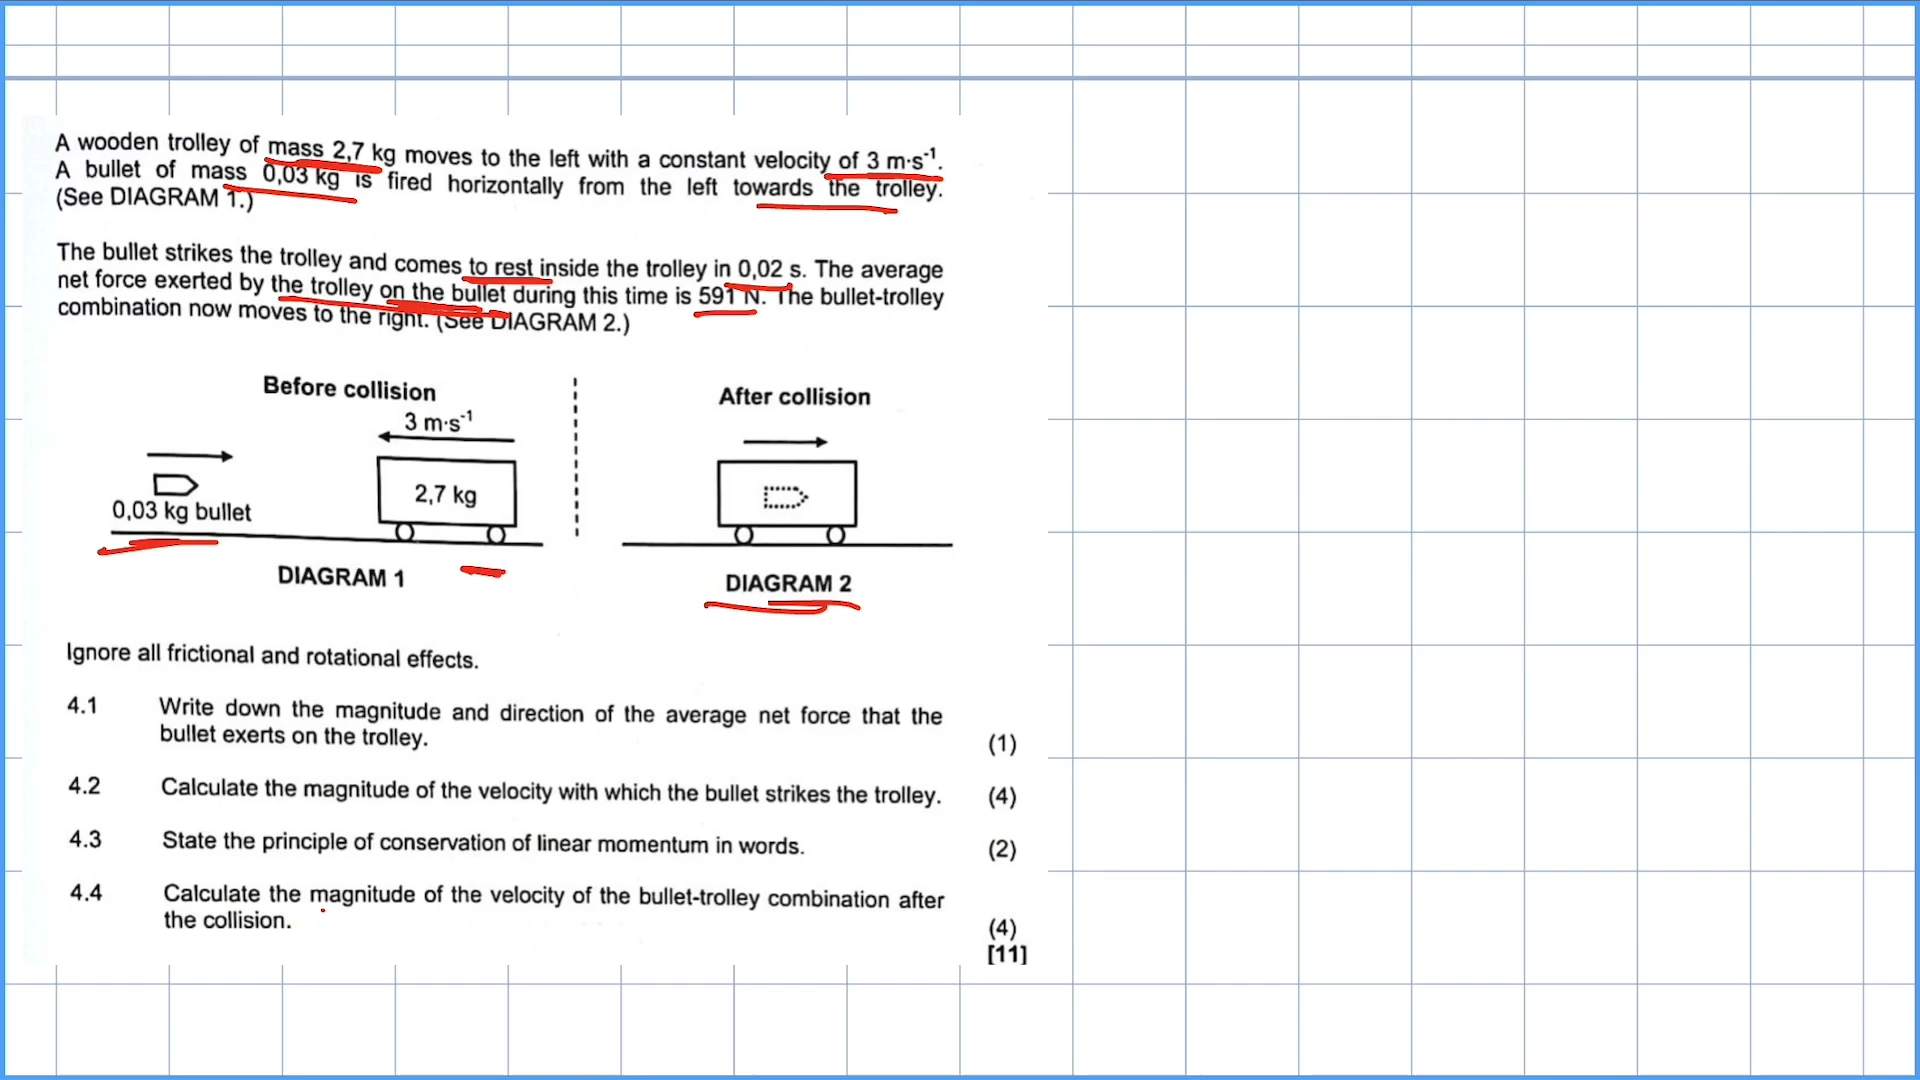 A wooden trolley of mass 2,7 kg moves to the left with a constant velocity of 3 m·s⁻¹.
A bullet of mass 0,03 kg is fired horizontally from the left towards the trolley.
(See DIAGRAM 1.)
The bullet strikes the trolley and comes to rest inside the trolley in 0,02 s. The average
net force exerted by the trolley on the bullet during this time is 591 N. The bullet-trolley
combination now moves to the right. (See DIAGRAM 2.)
Before collision
After collision
3 m·s⁻¹
2,7 kg
0,03 kg bullet
DIAGRAM 1
DIAGRAM 2
Ignore all frictional and rotational effects.
4.1 Write down the magnitude and direction of the average net force that the
bullet exerts on the trolley. (1)
4.2 Calculate the magnitude of the velocity with which the bullet strikes the trolley. (4)
4.3 State the principle of conservation of linear momentum in words. (2)
4.4 Calculate the magnitude of the velocity of the bullet-trolley combination after
the collision. (4)
[11]